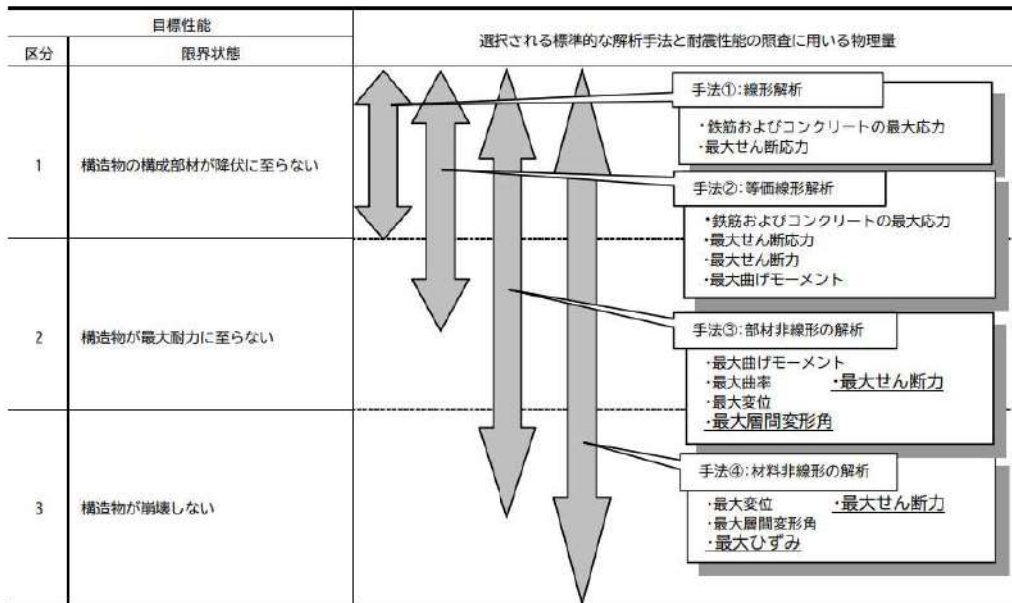 目標性能
選択される標準的な解析手法と耐震性能の照査に用いる物理量
区分
限界状態
1
構造物の構成部材が降伏に至らない
2
構造物が最大耐力に至らない
3
構造物が崩壊しない
手法①:線形解析
・鉄筋およびコンクリートの最大応力
・最大せん断応力
手法②:等価線形解析
・鉄筋およびコンクリートの最大応力
・最大せん断応力
・最大せん断力
・最大曲げモーメント
手法③:部材非線形の解析
・最大曲げモーメント
・最大曲率 ・最大せん断力
・最大変位
・最大層間変形角
手法④:材料非線形の解析
・最大変位 ・最大せん断力
・最大層間変形角
・最大ひずみ